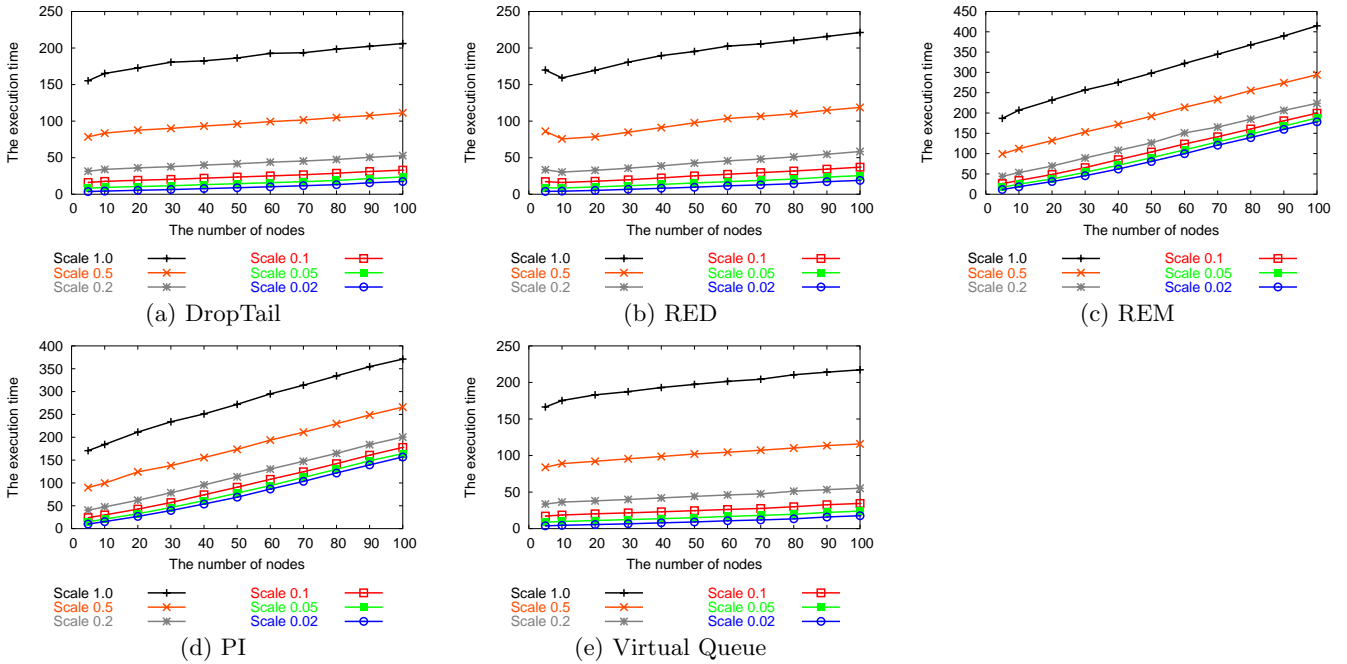 250
200
150
100
50
0
The execution time
0 10 20 30 40 50 60 70 80 90 100
The number of nodes
Scale 1.0
Scale 0.5
Scale 0.2
Scale 0.1
Scale 0.05
Scale 0.02
(a) DropTail
250
200
150
100
50
0
The execution time
0 10 20 30 40 50 60 70 80 90 100
The number of nodes
Scale 1.0
Scale 0.5
Scale 0.2
Scale 0.1
Scale 0.05
Scale 0.02
(b) RED
450
400
350
300
250
200
150
100
50
0
The execution time
0 10 20 30 40 50 60 70 80 90 100
The number of nodes
Scale 1.0
Scale 0.5
Scale 0.2
Scale 0.1
Scale 0.05
Scale 0.02
(c) REM
400
350
300
250
200
150
100
50
0
The execution time
0 10 20 30 40 50 60 70 80 90 100
The number of nodes
Scale 1.0
Scale 0.5
Scale 0.2
Scale 0.1
Scale 0.05
Scale 0.02
(d) PI
250
200
150
100
50
0
The execution time
0 10 20 30 40 50 60 70 80 90 100
The number of nodes
Scale 1.0
Scale 0.5
Scale 0.2
Scale 0.1
Scale 0.05
Scale 0.02
(e) Virtual Queue